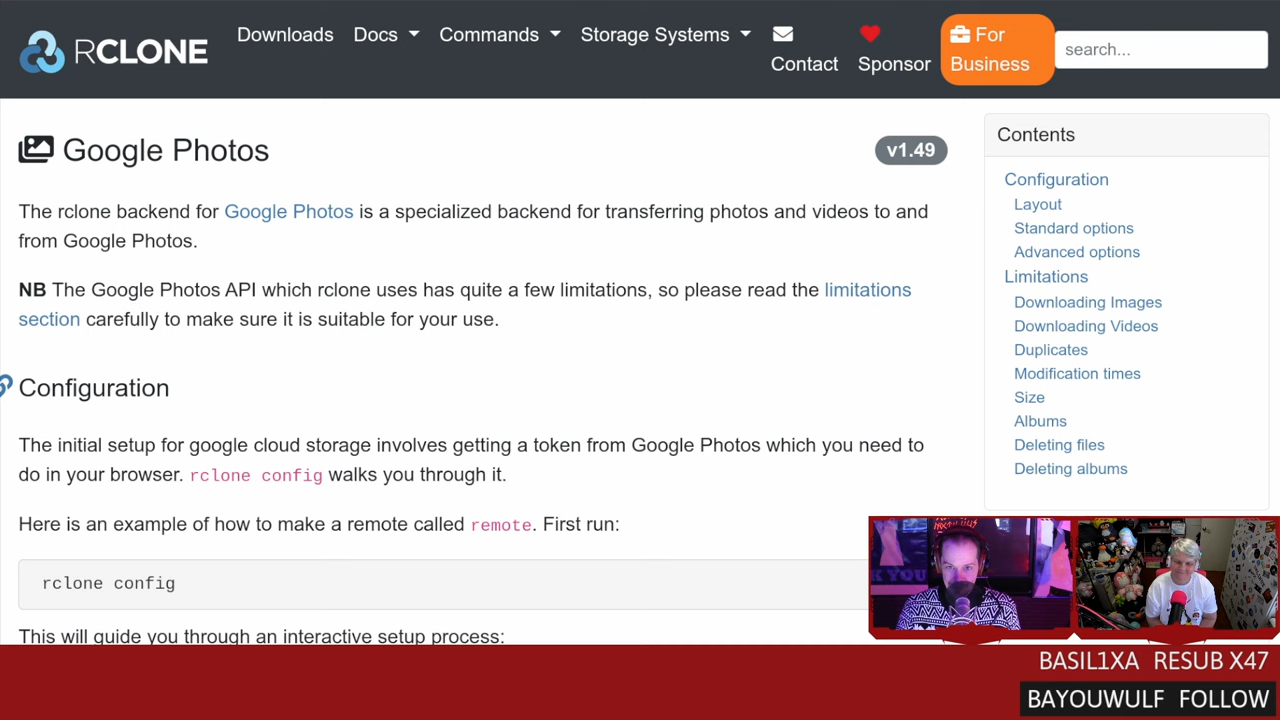 RCLONE
Downloads
Docs
Commands
Storage Systems
Contact
Sponsor
For
Business
search...
Google Photos
v1.49
The rclone backend for Google Photos is a specialized backend for transferring photos and videos to and
from Google Photos.
NB The Google Photos API which rclone uses has quite a few limitations, so please read the limitations
section carefully to make sure it is suitable for your use.
Configuration
The initial setup for google cloud storage involves getting a token from Google Photos which you need to
do in your browser. rclone config walks you through it.
Here is an example of how to make a remote called remote. First run:
rclone config
This will guide you through an interactive setup process:
Contents
Configuration
Layout
Standard options
Advanced options
Limitations
Downloading Images
Downloading Videos
Duplicates
Modification times
Size
Albums
Deleting files
Deleting albums
BASIL1XA RESUB X47
BAYOUWULF FOLLOW